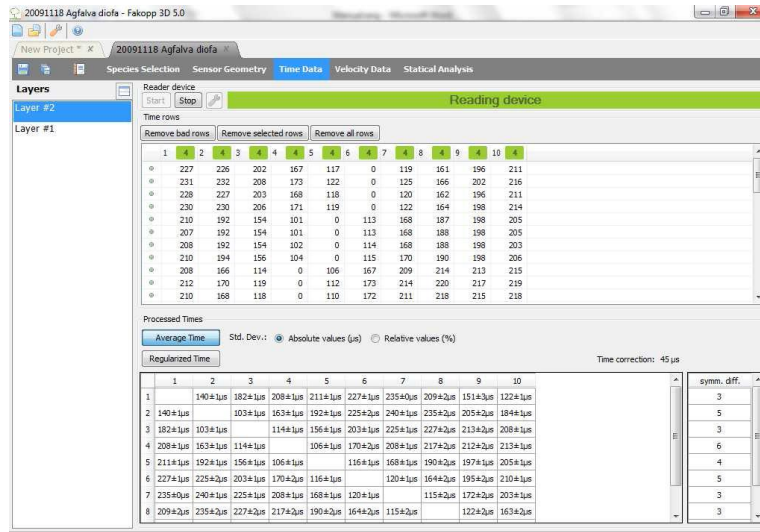 20091118 Agfalva diofa - Fakopp 3D 5.0
New Project * x 20091118 Agfalva diofa x
Species Selection Sensor Geometry Time Data Velocity Data Statical Analysis
Layers
Layer #2
Layer #1
Reader device
Start Stop Reading device
Time rows
Remove bad rows Remove selected rows Remove all rows
1 4 2 4 3 4 4 4 5 4 6 4 7 4 8 4 9 4 10 4
227 226 202 167 117 0 119 161 196 211
231 232 208 173 122 0 125 166 202 216
228 227 203 168 118 0 120 162 196 211
230 230 206 171 119 0 122 164 198 214
210 192 154 101 0 113 168 187 198 205
207 192 154 101 0 113 168 188 198 205
208 192 154 102 0 114 168 188 198 203
210 194 156 104 0 115 170 190 198 206
208 166 114 0 106 167 209 214 213 215
212 170 119 0 112 173 214 220 217 219
210 168 118 0 110 172 211 218 215 218
Processed Times
Average Time Std. Dev.: Absolute values (µs) Relative values (%)
Regularized Time Time correction: 45 µs
1 2 3 4 5 6 7 8 9 10 symm. diff.
1 140±1µs 182±1µs 208±1µs 211±1µs 227±1µs 235±0µs 209±2µs 151±3µs 122±1µs 3
2 140±1µs 103±1µs 163±1µs 192±1µs 225±2µs 240±1µs 235±2µs 205±2µs 184±1µs 5
3 182±1µs 103±1µs 114±1µs 156±1µs 203±1µs 225±1µs 227±2µs 213±2µs 208±1µs 3
4 208±1µs 163±1µs 114±1µs 106±1µs 170±2µs 208±1µs 217±2µs 212±2µs 213±1µs 6
5 211±1µs 192±1µs 156±1µs 106±1µs 116±1µs 168±1µs 190±2µs 197±1µs 205±1µs 4
6 227±1µs 225±2µs 203±1µs 170±2µs 116±1µs 120±1µs 164±2µs 195±2µs 210±1µs 5
7 235±0µs 240±1µs 225±1µs 208±1µs 168±1µs 120±1µs 115±2µs 172±2µs 203±1µs 3
8 209±2µs 235±2µs 227±2µs 217±2µs 190±2µs 164±2µs 115±2µs 122±2µs 163±2µs 3